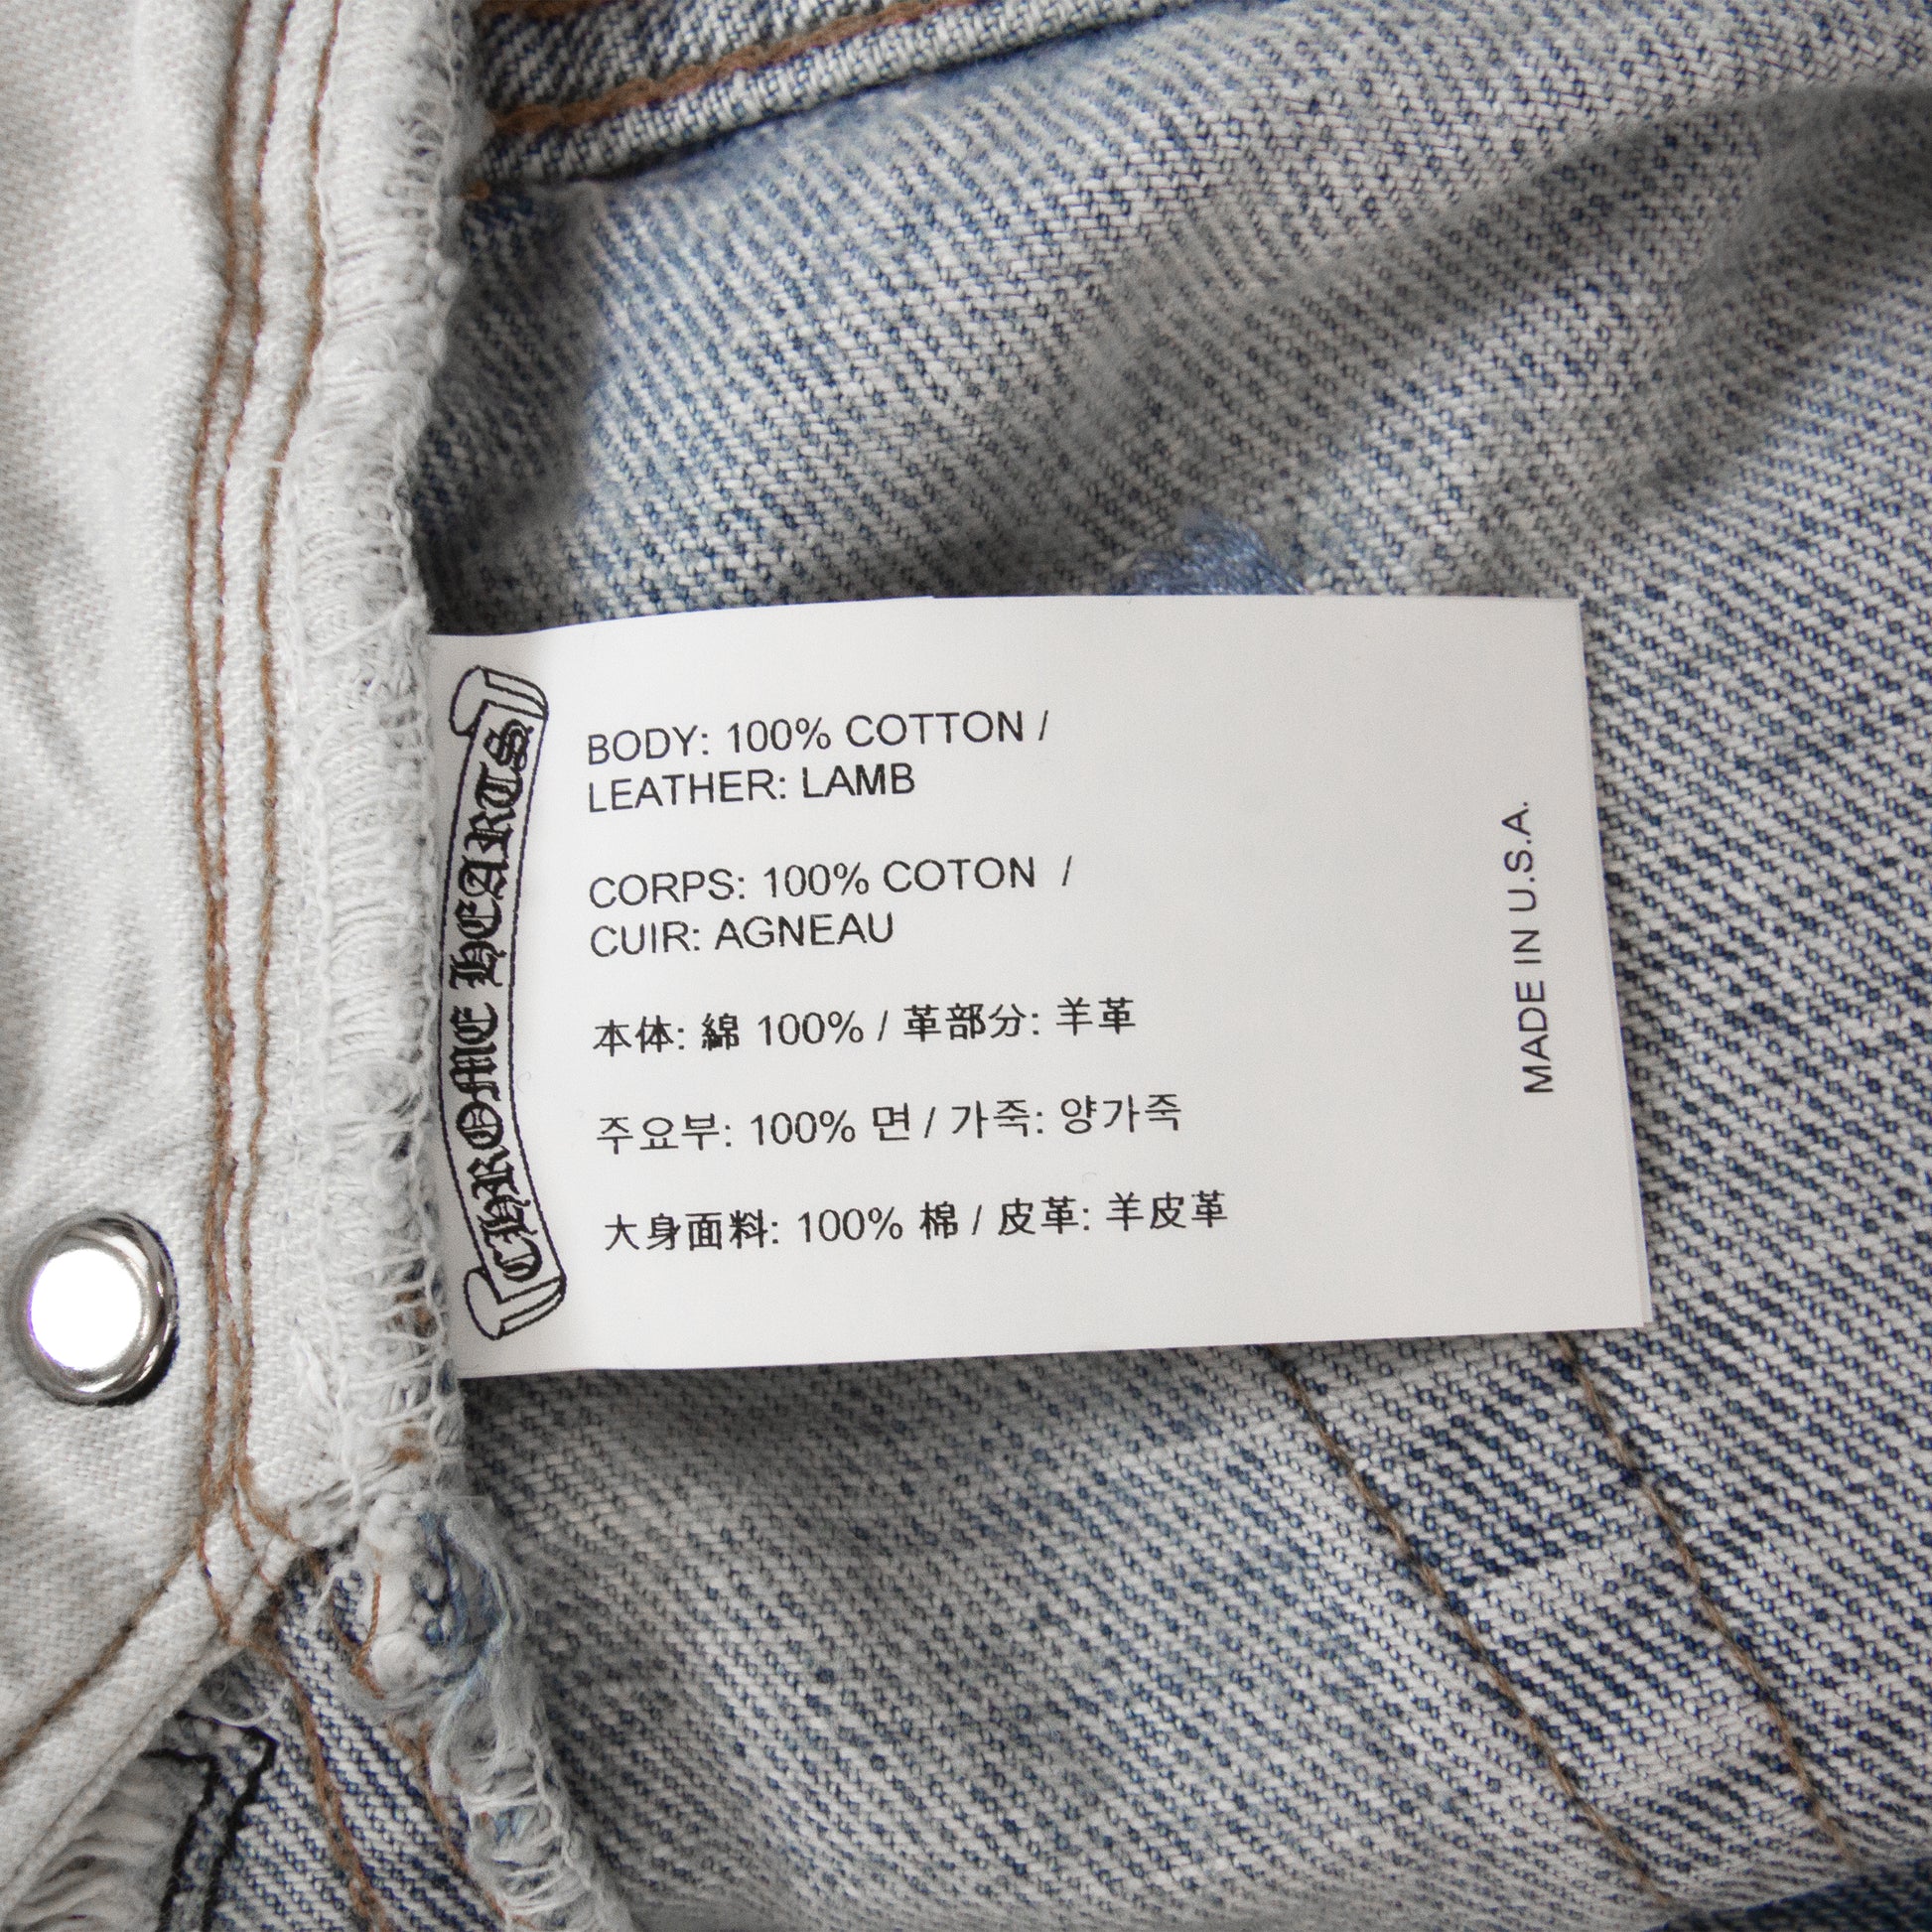 CHROME HEARTS
BODY: 100% COTTON /
LEATHER: LAMB
CORPS: 100% COTON /
CUIR: AGNEAU
本体: 綿 100% / 革部分: 羊革
주요부: 100% 면 / 가죽: 양가죽
大身面料: 100% 棉 / 皮革: 羊皮革
MADE IN U.S.A.